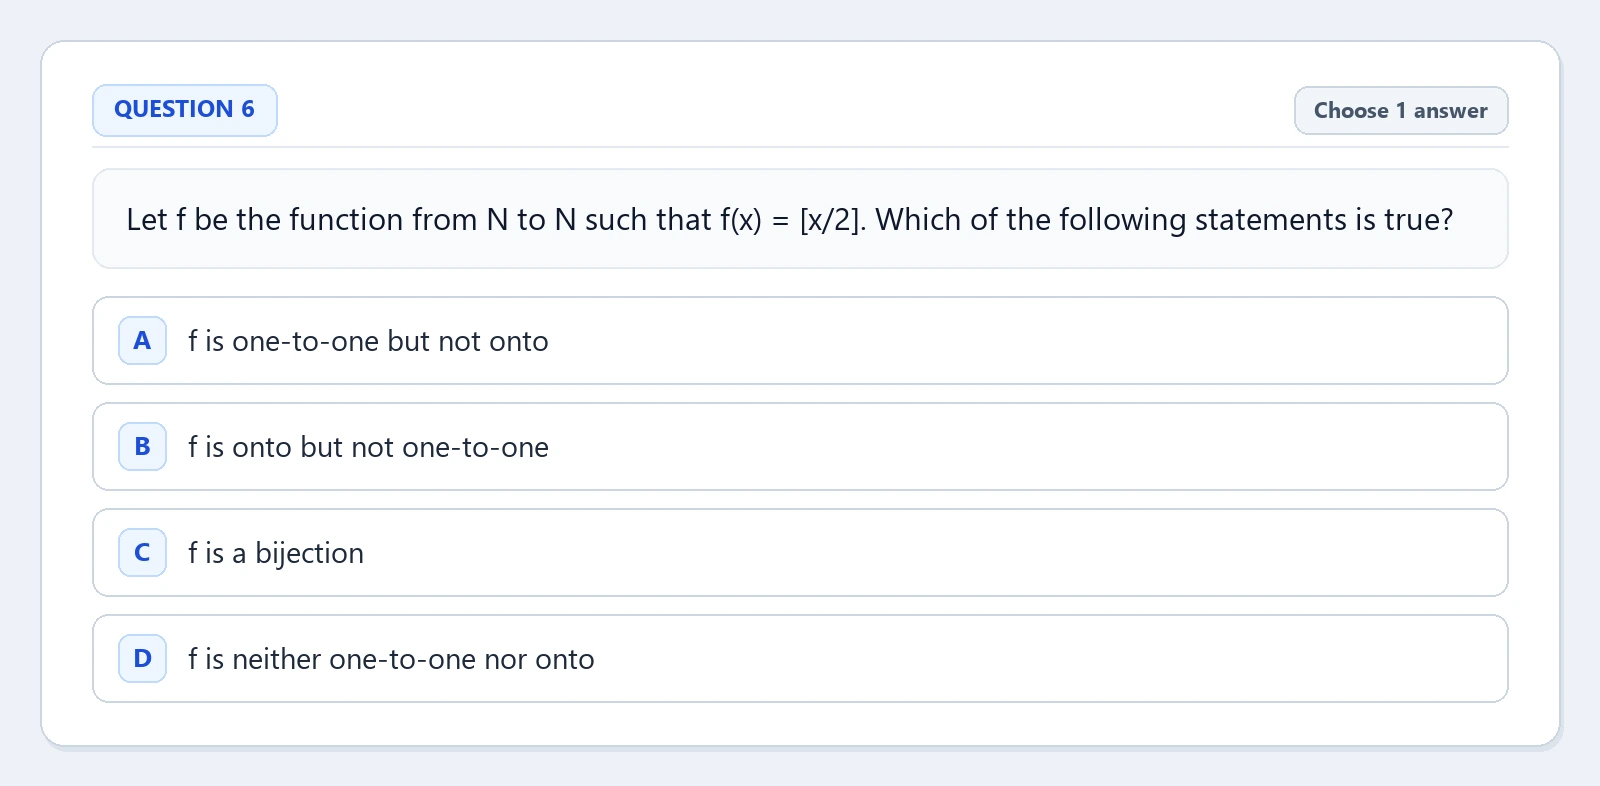 QUESTION 6
Choose 1 answer
Let f be the function from N to N such that f(x) = [x/2]. Which of the following statements is true?
A f is one-to-one but not onto
B f is onto but not one-to-one
C f is a bijection
D f is neither one-to-one nor onto